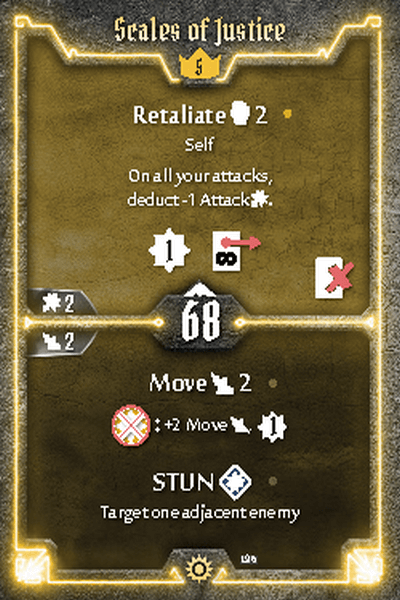 Scales of Justice
5
Retaliate 2
Self
On all your attacks,
deduct -1 Attack.
1
2
68
2
Move 2
: +2 Move 1
STUN
Target one adjacent enemy